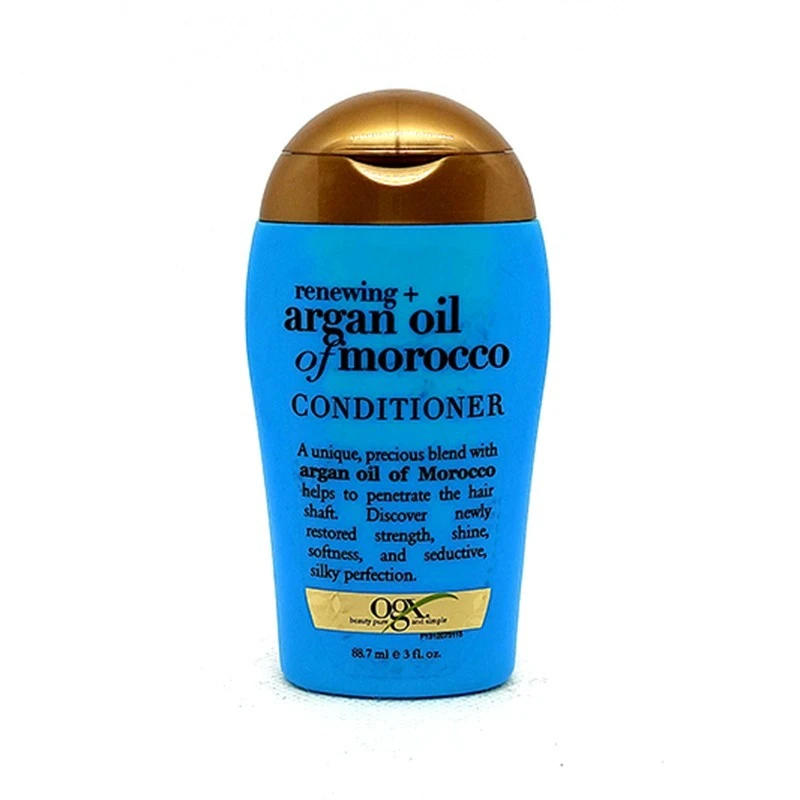 renewing +
argan oil
of morocco
CONDITIONER
A unique, precious blend with
argan oil of Morocco
helps to penetrate the hair
shaft. Discover newly
restored strength, shine,
softness, and seductive,
silky perfection.
ogx
beauty pure and simple
88.7 ml e 3 fl. oz.